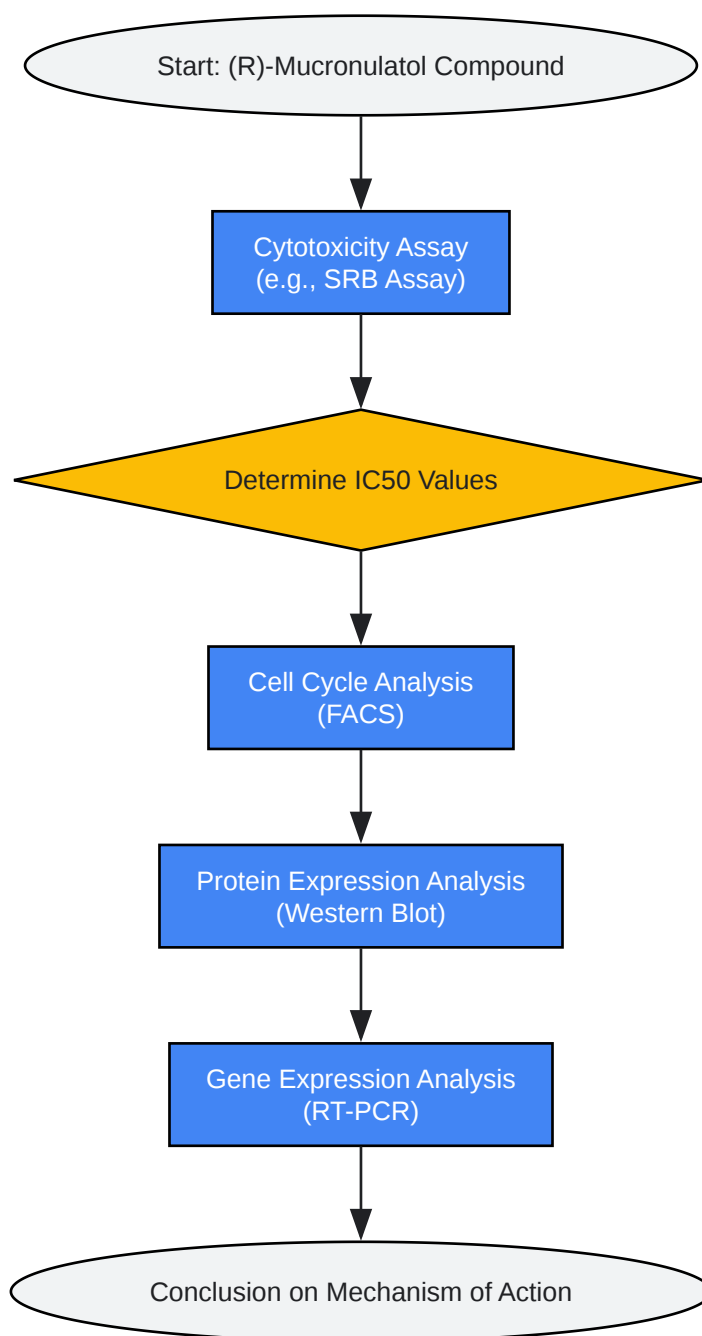 Start: (R)-Mucronulatol Compound
Cytotoxicity Assay
(e.g., SRB Assay)
Determine IC50 Values
Cell Cycle Analysis
(FACS)
Protein Expression Analysis
(Western Blot)
Gene Expression Analysis
(RT-PCR)
Conclusion on Mechanism of Action